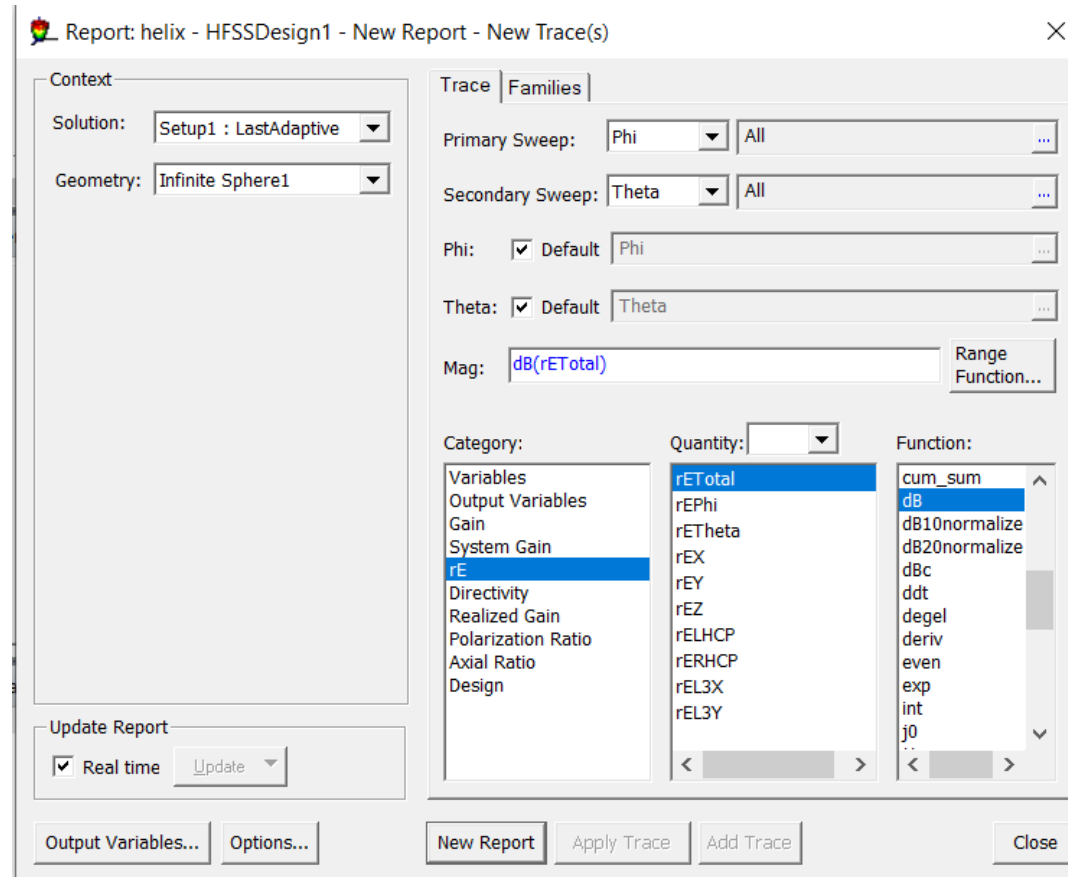 Report: helix - HFSSDesign1 - New Report - New Trace(s)
Context
Solution: Setup1 : LastAdaptive
Geometry: Infinite Sphere1
Update Report
Real time Update
Output Variables... Options...
Trace Families
Primary Sweep: Phi All ...
Secondary Sweep: Theta All ...
Phi: Default Phi ...
Theta: Default Theta ...
Mag: dB(rETotal) Range
Function...
Category:
Variables
Output Variables
Gain
System Gain
rE
Directivity
Realized Gain
Polarization Ratio
Axial Ratio
Design
Quantity:
rETotal
rEPhi
rETheta
rEX
rEY
rEZ
rELHCP
rERHCP
rEL3X
rEL3Y
Function:
cum_sum
dB
dB10normalize
dB20normalize
dBc
ddt
degel
deriv
even
exp
int
j0
New Report Apply Trace Add Trace Close